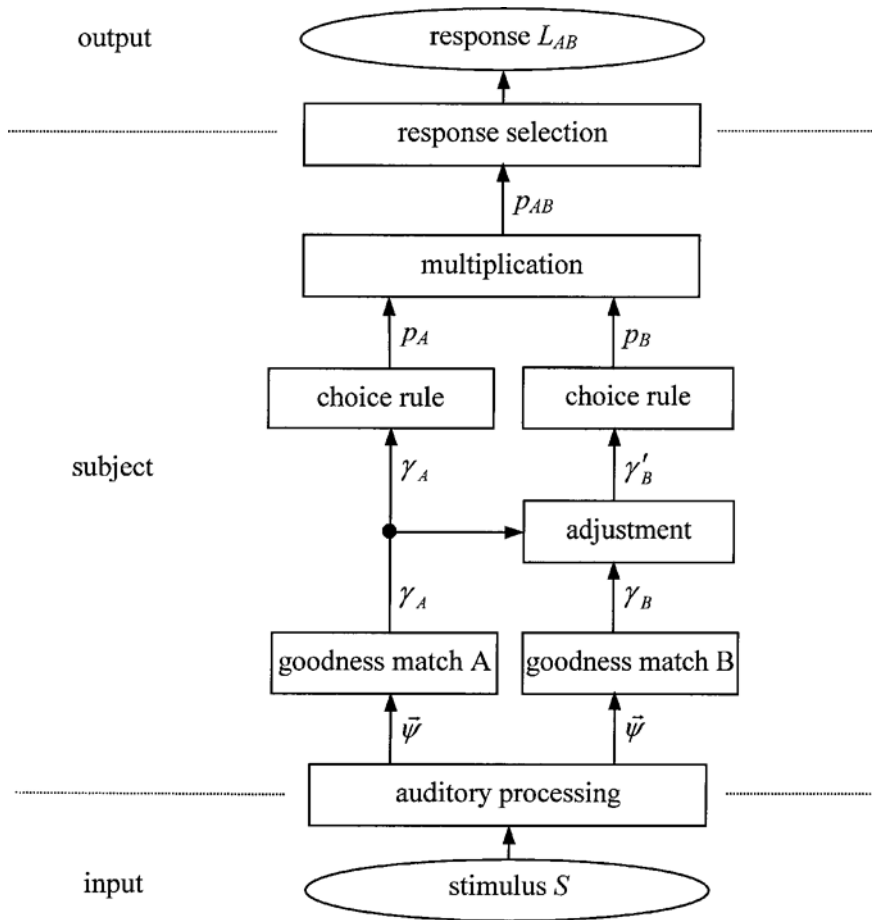 output
response L_AB
response selection
p_AB
multiplication
p_A
p_B
choice rule
choice rule
subject
γ_A
γ'_B
adjustment
γ_A
γ_B
goodness match A
goodness match B
ψ⃗
ψ⃗
auditory processing
input
stimulus S